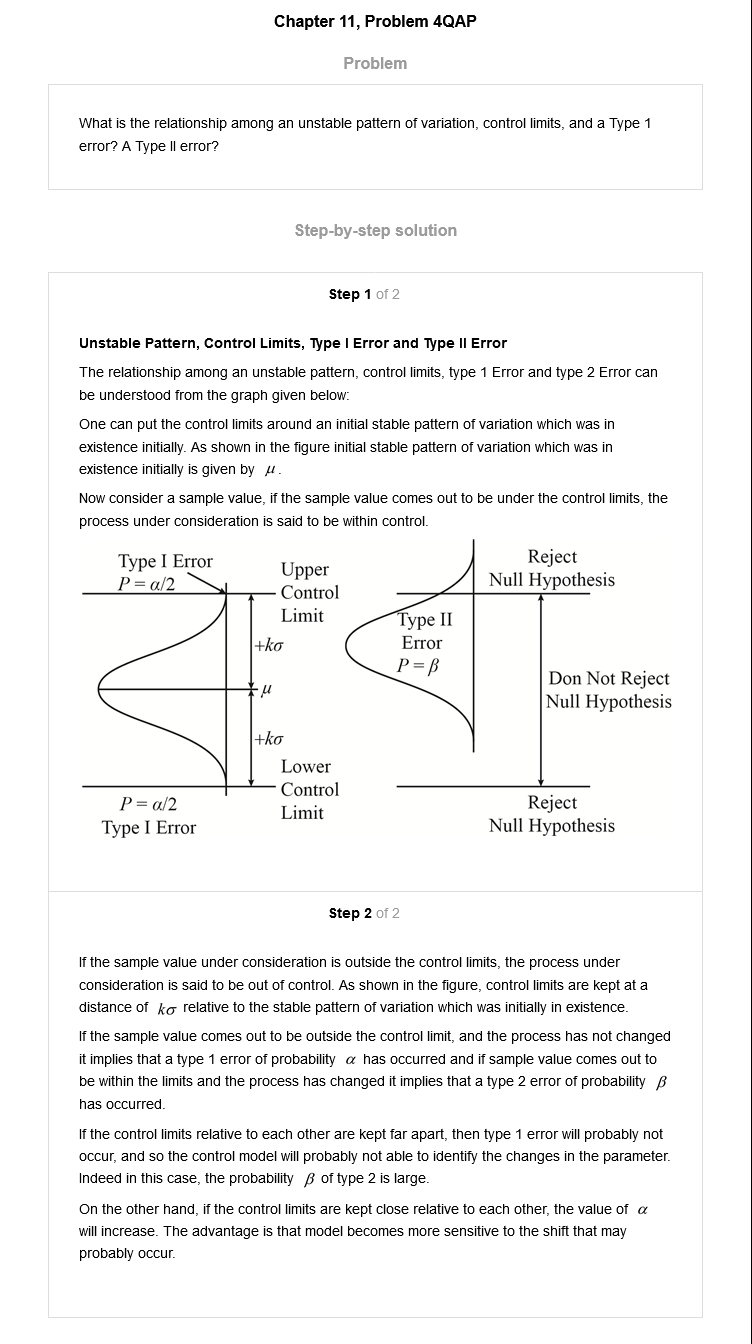 Chapter 11, Problem 4QAP
Problem
What is the relationship among an unstable pattern of variation, control limits, and a Type 1
error? A Type II error?
Step-by-step solution
Step 1 of 2
Unstable Pattern, Control Limits, Type I Error and Type II Error
The relationship among an unstable pattern, control limits, type 1 Error and type 2 Error can
be understood from the graph given below:
One can put the control limits around an initial stable pattern of variation which was in
existence initially. As shown in the figure initial stable pattern of variation which was in
existence initially is given by μ.
Now consider a sample value, if the sample value comes out to be under the control limits, the
process under consideration is said to be within control.
Type I Error
P = α/2
Upper
Control
Limit
+kσ
μ
+kσ
Lower
Control
Limit
P = α/2
Type I Error
Type II
Error
P = β
Reject
Null Hypothesis
Don Not Reject
Null Hypothesis
Reject
Null Hypothesis
Step 2 of 2
If the sample value under consideration is outside the control limits, the process under
consideration is said to be out of control. As shown in the figure, control limits are kept at a
distance of kσ relative to the stable pattern of variation which was initially in existence.
If the sample value comes out to be outside the control limit, and the process has not changed
it implies that a type 1 error of probability α has occurred and if sample value comes out to
be within the limits and the process has changed it implies that a type 2 error of probability β
has occurred.
If the control limits relative to each other are kept far apart, then type 1 error will probably not
occur, and so the control model will probably not able to identify the changes in the parameter.
Indeed in this case, the probability β of type 2 is large.
On the other hand, if the control limits are kept close relative to each other, the value of α
will increase. The advantage is that model becomes more sensitive to the shift that may
probably occur.